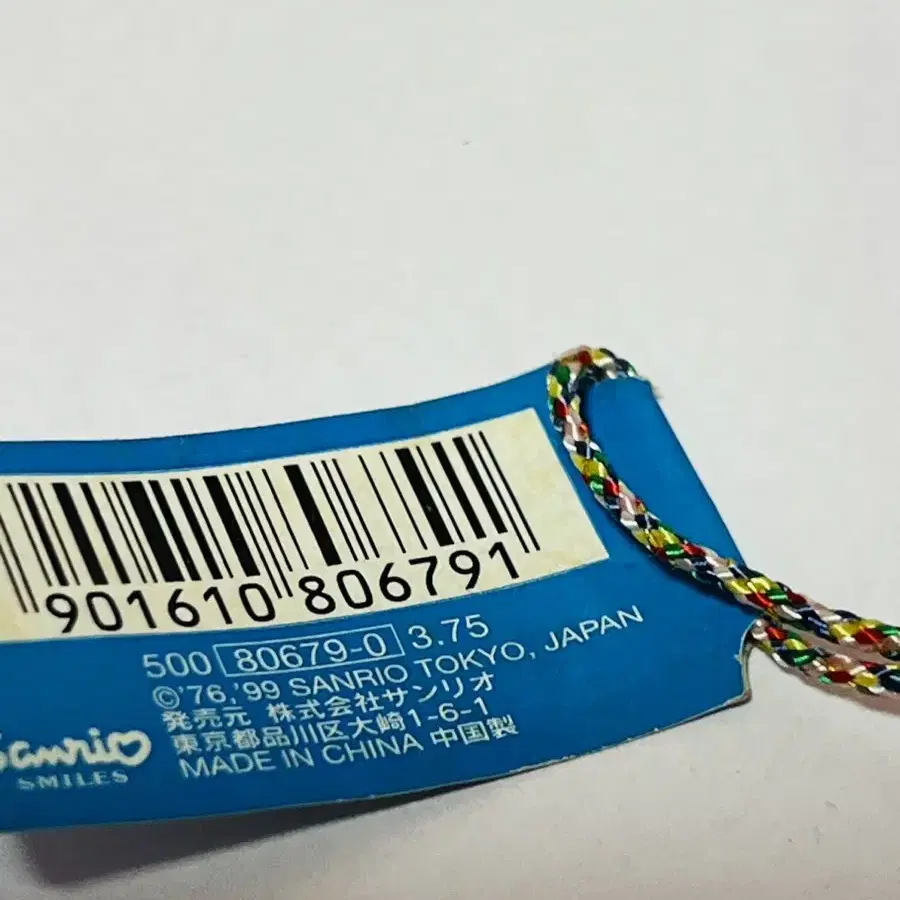 901610 806791
500 80679-0 3.75
©'76,'99 SANRIO TOKYO, JAPAN
発売元 株式会社サンリオ
東京都品川区大崎1-6-1
MADE IN CHINA 中国製
Sanrio
SMILES